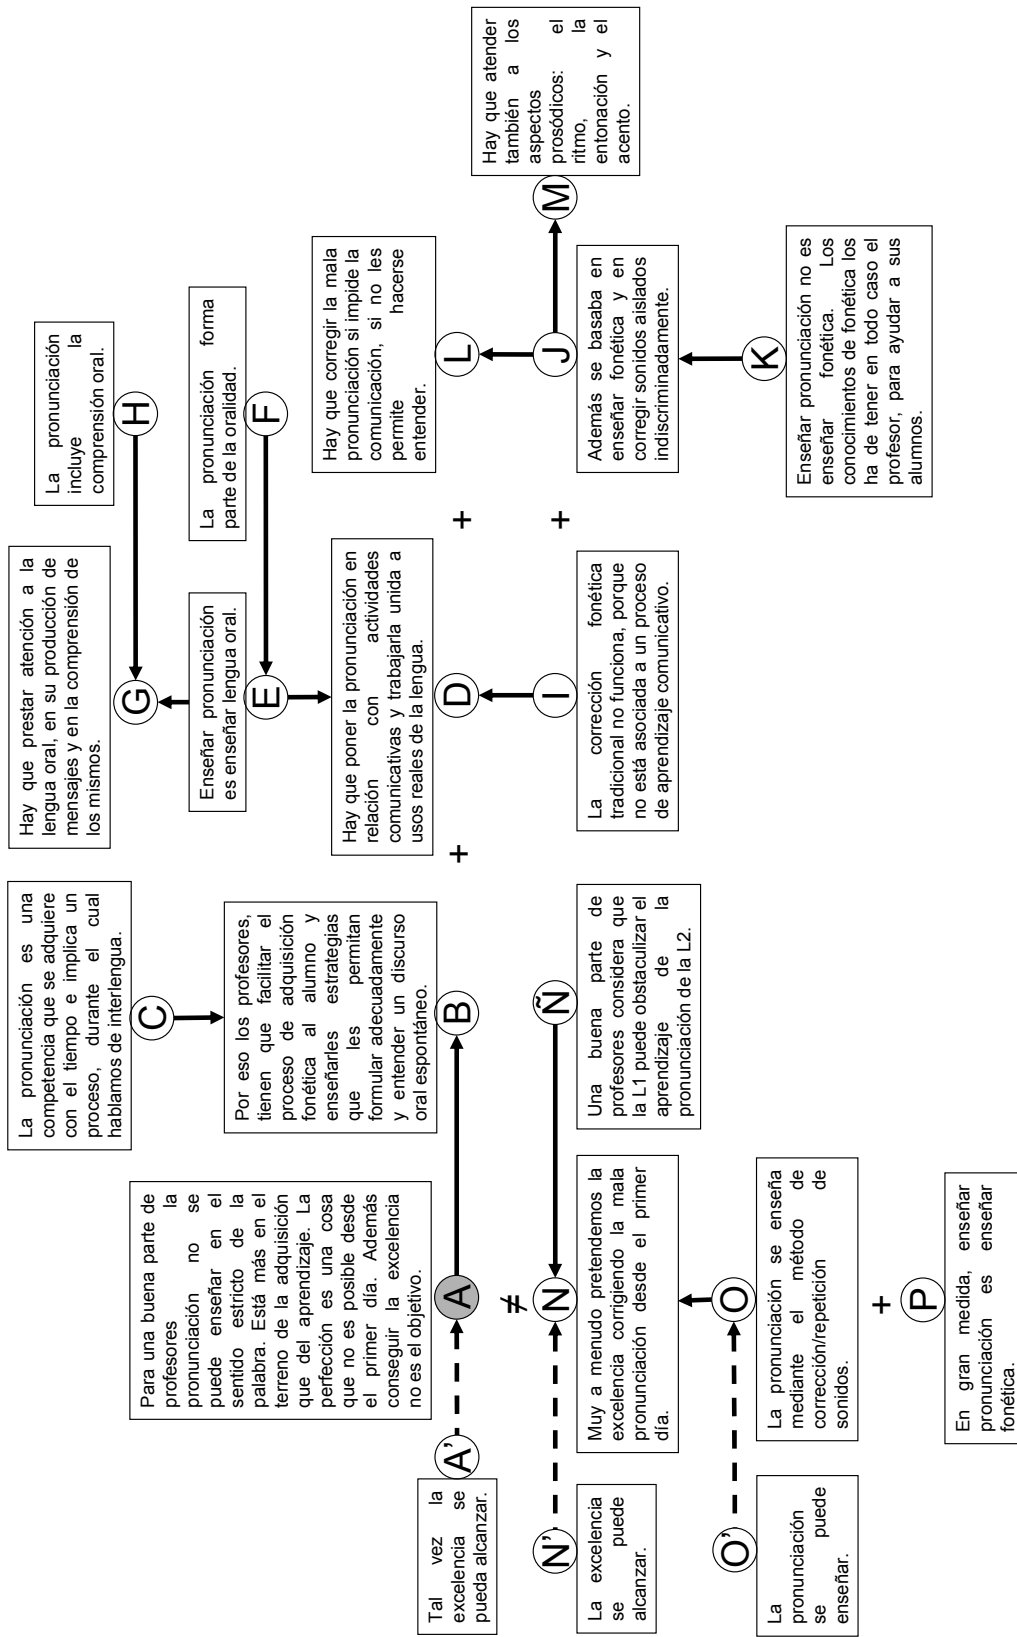 La pronunciación es una
competencia que se adquiere
con el tiempo e implica un
proceso, durante el cual
hablamos de interlengua.
C
Hay que prestar atención a la
lengua oral, en su producción de
mensajes y en la comprensión de
los mismos.
G
La pronunciación
incluye la
comprensión oral.
H
Enseñar pronunciación
es enseñar lengua oral.
E
La pronunciación forma
parte de la oralidad.
F
Para una buena parte de
profesores la
pronunciación no se
puede enseñar en el
sentido estricto de la
palabra. Está más en el
terreno de la adquisición
que del aprendizaje. La
perfección es una cosa
que no es posible desde
el primer día. Además
conseguir la excelencia
no es el objetivo.
A
Por eso los profesores,
tienen que facilitar el
proceso de adquisición
fonética al alumno y
enseñarles estrategias
que les permitan
formular adecuadamente
y entender un discurso
oral espontáneo.
B
+
Hay que poner la pronunciación en
relación con actividades
comunicativas y trabajarla unida a
usos reales de la lengua.
D
+
Hay que corregir la mala
pronunciación si impide la
comunicación, si no les
permite hacerse
entender.
L
Tal vez la
excelencia se
pueda alcanzar.
A'
Hay que atender
también a los
aspectos
prosódicos: el
ritmo, la
entonación y el
acento.
M
≠
N'
N
Ñ
I
+
J
La excelencia
se puede
alcanzar.
Muy a menudo pretendemos la
excelencia corrigiendo la mala
pronunciación desde el primer
día.
Una buena parte de
profesores considera que
la L1 puede obstaculizar el
aprendizaje de la
pronunciación de la L2.
La corrección fonética
tradicional no funciona, porque
no está asociada a un proceso
de aprendizaje comunicativo.
Además se basaba en
enseñar fonética y en
corregir sonidos aislados
indiscriminadamente.
O'
La pronunciación
se puede
enseñar.
O
La pronunciación se enseña
mediante el método de
corrección/repetición de
sonidos.
K
Enseñar pronunciación no es
enseñar fonética. Los
conocimientos de fonética los
ha de tener en todo caso el
profesor, para ayudar a sus
alumnos.
+
P
En gran medida, enseñar
pronunciación es enseñar
fonética.